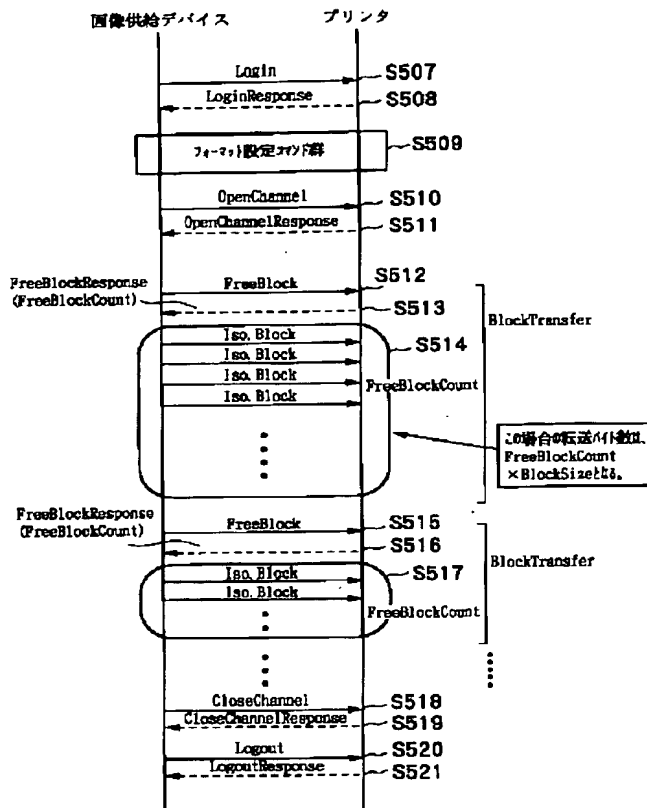 画像供給デバイス プリンタ
Login S507
LoginResponse S508
フォーマット設定コマンド群 S509
OpenChannel S510
OpenChannelResponse S511
FreeBlock S512
FreeBlockResponse
(FreeBlockCount)
S513
BlockTransfer
Iso.Block S514
Iso.Block
Iso.Block FreeBlockCount
Iso.Block
この場合の転送バイト数は、
FreeBlockCount
×BlockSizeとなる。
FreeBlockResponse
(FreeBlockCount)
FreeBlock S515
S516
BlockTransfer
Iso.Block S517
Iso.Block
FreeBlockCount
CloseChannel S518
CloseChannelResponse S519
Logout S520
LogoutResponse S521